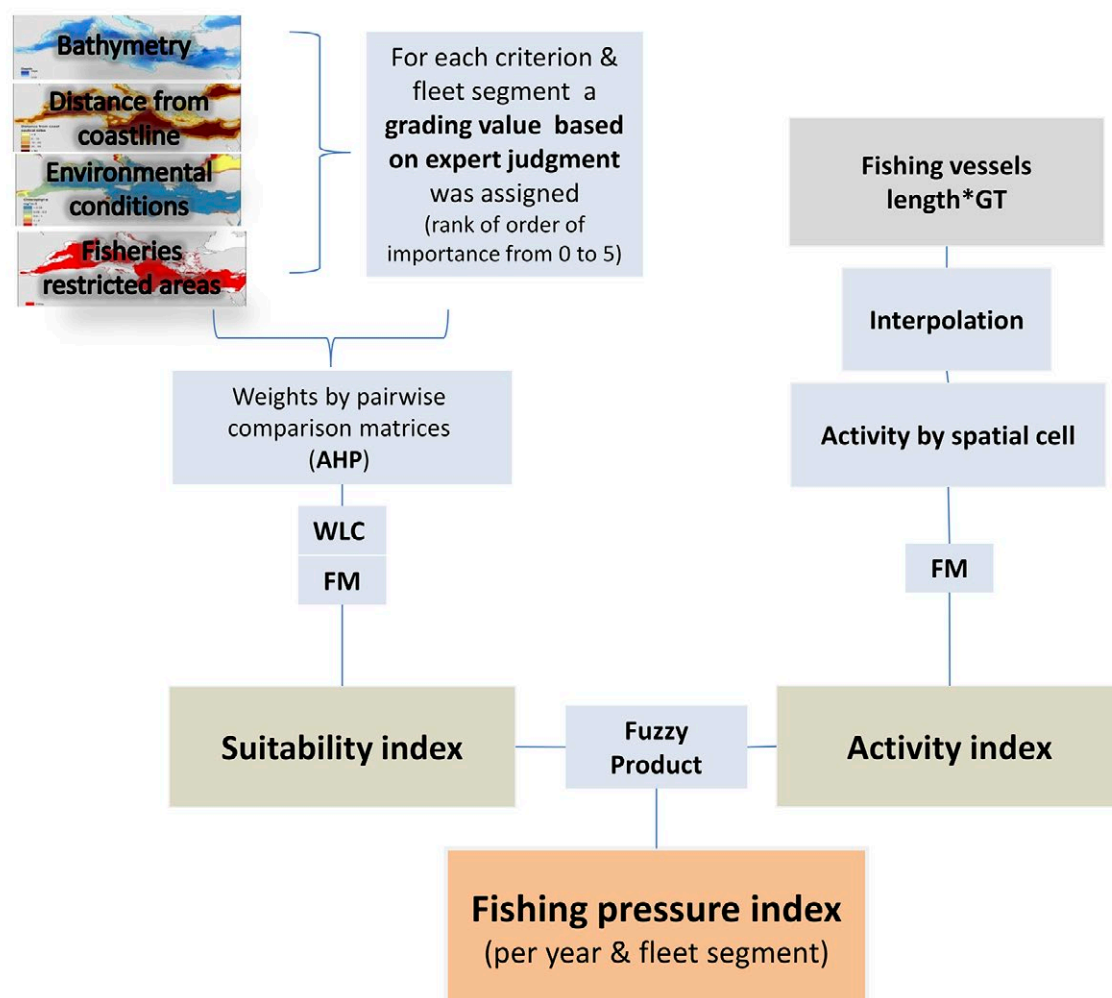 Bathymetry
Distance from
coastline
Environmental
conditions
Fisheries
restricted areas
For each criterion &
fleet segment a
grading value based
on expert judgment
was assigned
(rank of order of
importance from 0 to 5)
Weights by pairwise
comparison matrices
(AHP)
WLC
FM
Fishing vessels
length*GT
Interpolation
Activity by spatial cell
FM
Suitability index
Fuzzy
Product
Activity index
Fishing pressure index
(per year & fleet segment)